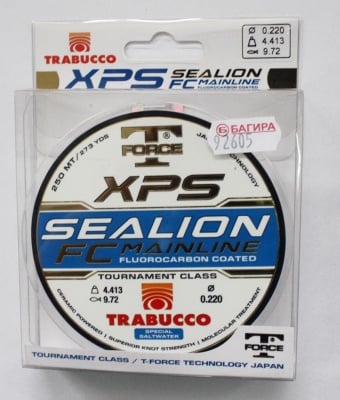 TRABUCCO
XPS SEALION
FC MAINLINE
FLUOROCARBON COATED
Ø 0.220
4.413
9.72
Б БАГИРА
92605
250 MT/273 YDS
TECHNOLOGY
T FORCE
XPS
SEALION
FC MAINLINE
FLUOROCARBON COATED
TOURNAMENT CLASS
4.413 Ø
9.72 0.220
TRABUCCO
SPECIAL
SALTWATER
CERAMIC POWERED | SUPERIOR KNOT STRENGTH | MOLECULAR TREATMENT
T FORCE
TOURNAMENT CLASS / T-FORCE TECHNOLOGY JAPAN